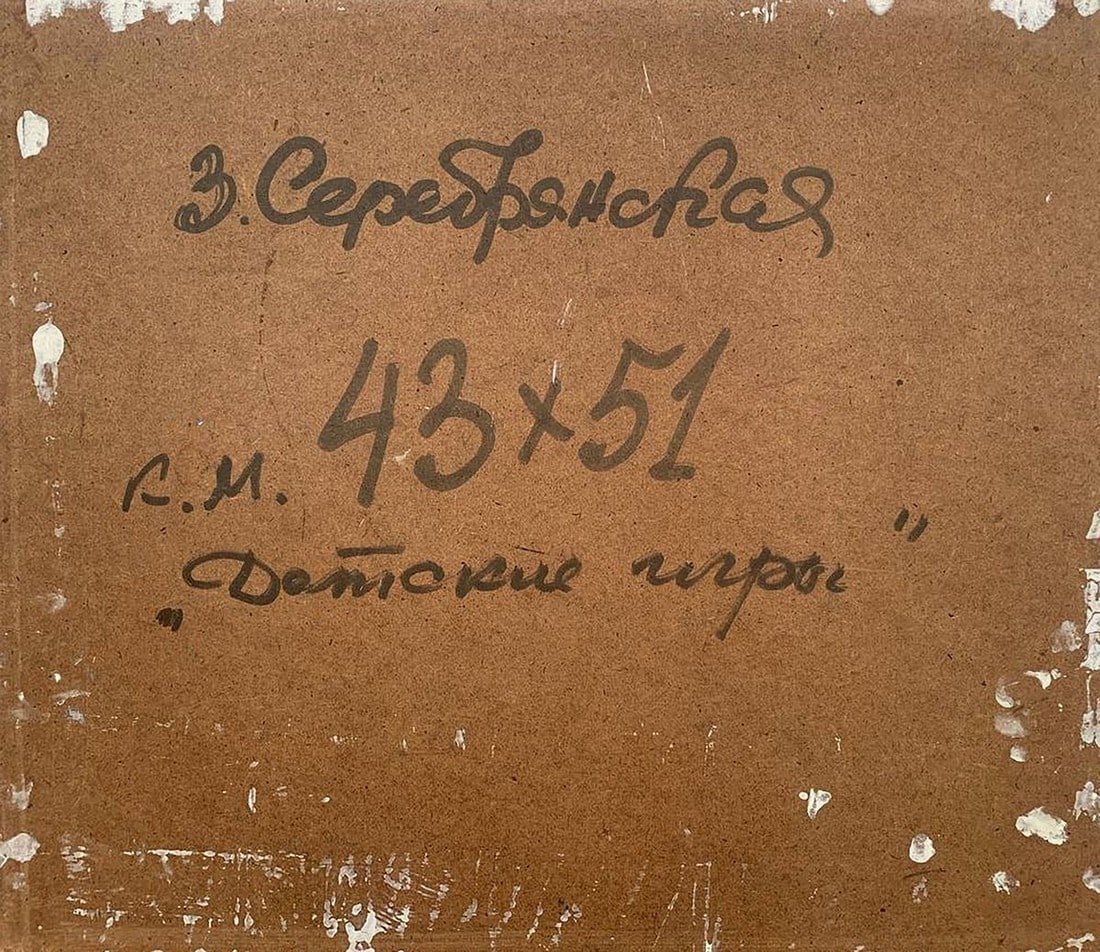 З. Серебрянская
43×51
к.м.
„Детские игры"